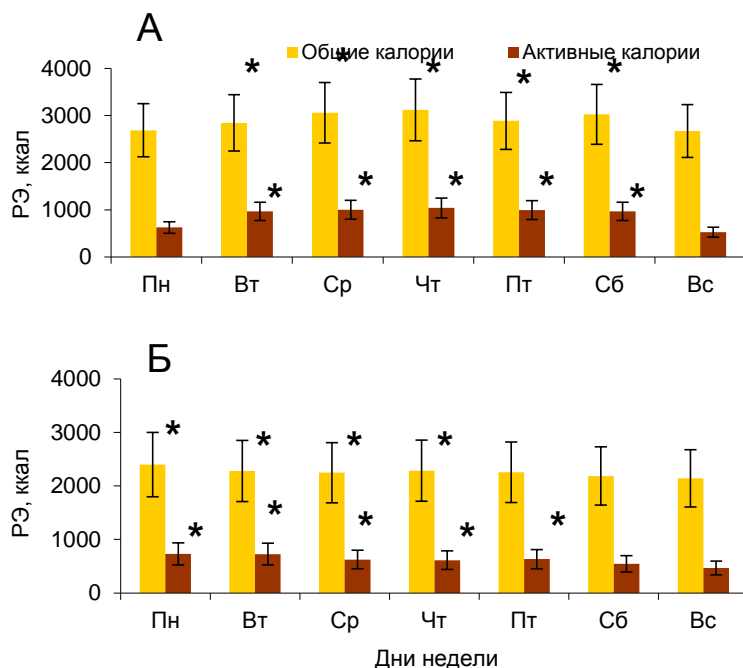 А
Общие калории
Активные калории
РЭ, ккал
4000
3000
2000
1000
0
*
*
*
*
*
*
*
*
*
*
Пн
Вт
Ср
Чт
Пт
Сб
Вс
Б
РЭ, ккал
4000
3000
2000
1000
0
*
*
*
*
*
*
*
*
*
Пн
Вт
Ср
Чт
Пт
Сб
Вс
Дни недели